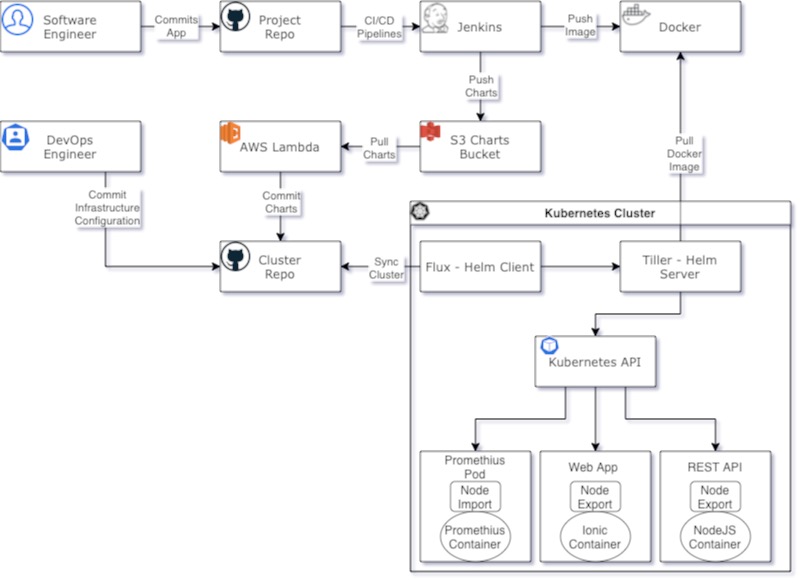 Software
Engineer
Commits
App
Project
Repo
CI/CD
Pipelines
Jenkins
Push
Image
Docker
Push
Charts
DevOps
Engineer
AWS Lambda
Pull
Charts
S3 Charts
Bucket
Pull
Docker
Image
Commit
Infrastructure
Configuration
Commit
Charts
Kubernetes Cluster
Cluster
Repo
Sync
Cluster
Flux - Helm Client
Tiller - Helm
Server
Kubernetes API
Promethius
Pod
Node
Import
Promethius
Container
Web App
Node
Export
Ionic
Container
REST API
Node
Export
NodeJS
Container